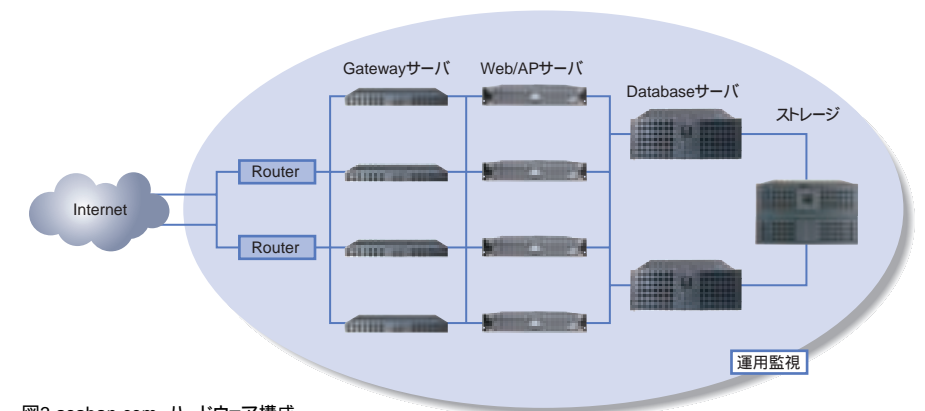 Gatewayサーバ
Web/APサーバ
Databaseサーバ
ストレージ
Router
Internet
Router
運用監視